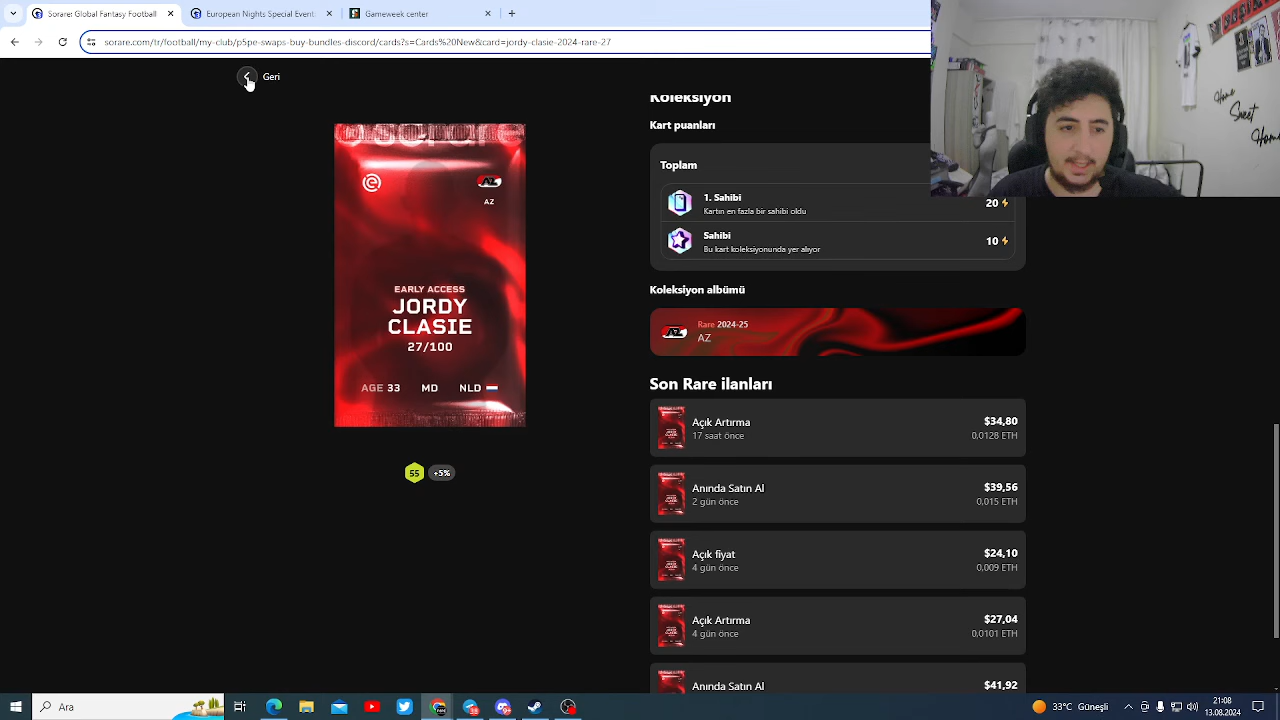 Sorare Global Fantasy Football
European Nights Special Event
Gameweek center
sorare.com/tr/football/my-club/p5pe-swaps-buy-bundles-discord/cards?s=Cards%20New&card=jordy-clasie-2024-rare-27
Geri
AZ
AZ
EARLY ACCESS
JORDY
CLASIE
27/100
AGE 33 MD NLD
55 +5%
Koleksiyon
Kart puanları
Toplam
1. Sahibi
Kartın en fazla bir sahibi oldu
20
Sahibi
Bu kart koleksiyonunda yer alıyor
10
Koleksiyon albümü
AZ
Rare 2024-25
AZ
Son Rare ilanları
Açık Artırma $34,80
17 saat önce 0,0128 ETH
Anında Satın Al $39,56
2 gün önce 0,015 ETH
Açık fiyat $24,10
4 gün önce 0,009 ETH
Açık Artırma $27,04
4 gün önce 0,0101 ETH
Anında Satın Al $41,92
Home
Sweet
Home
Ara
33°C Güneşli
21:08
13.08.2024